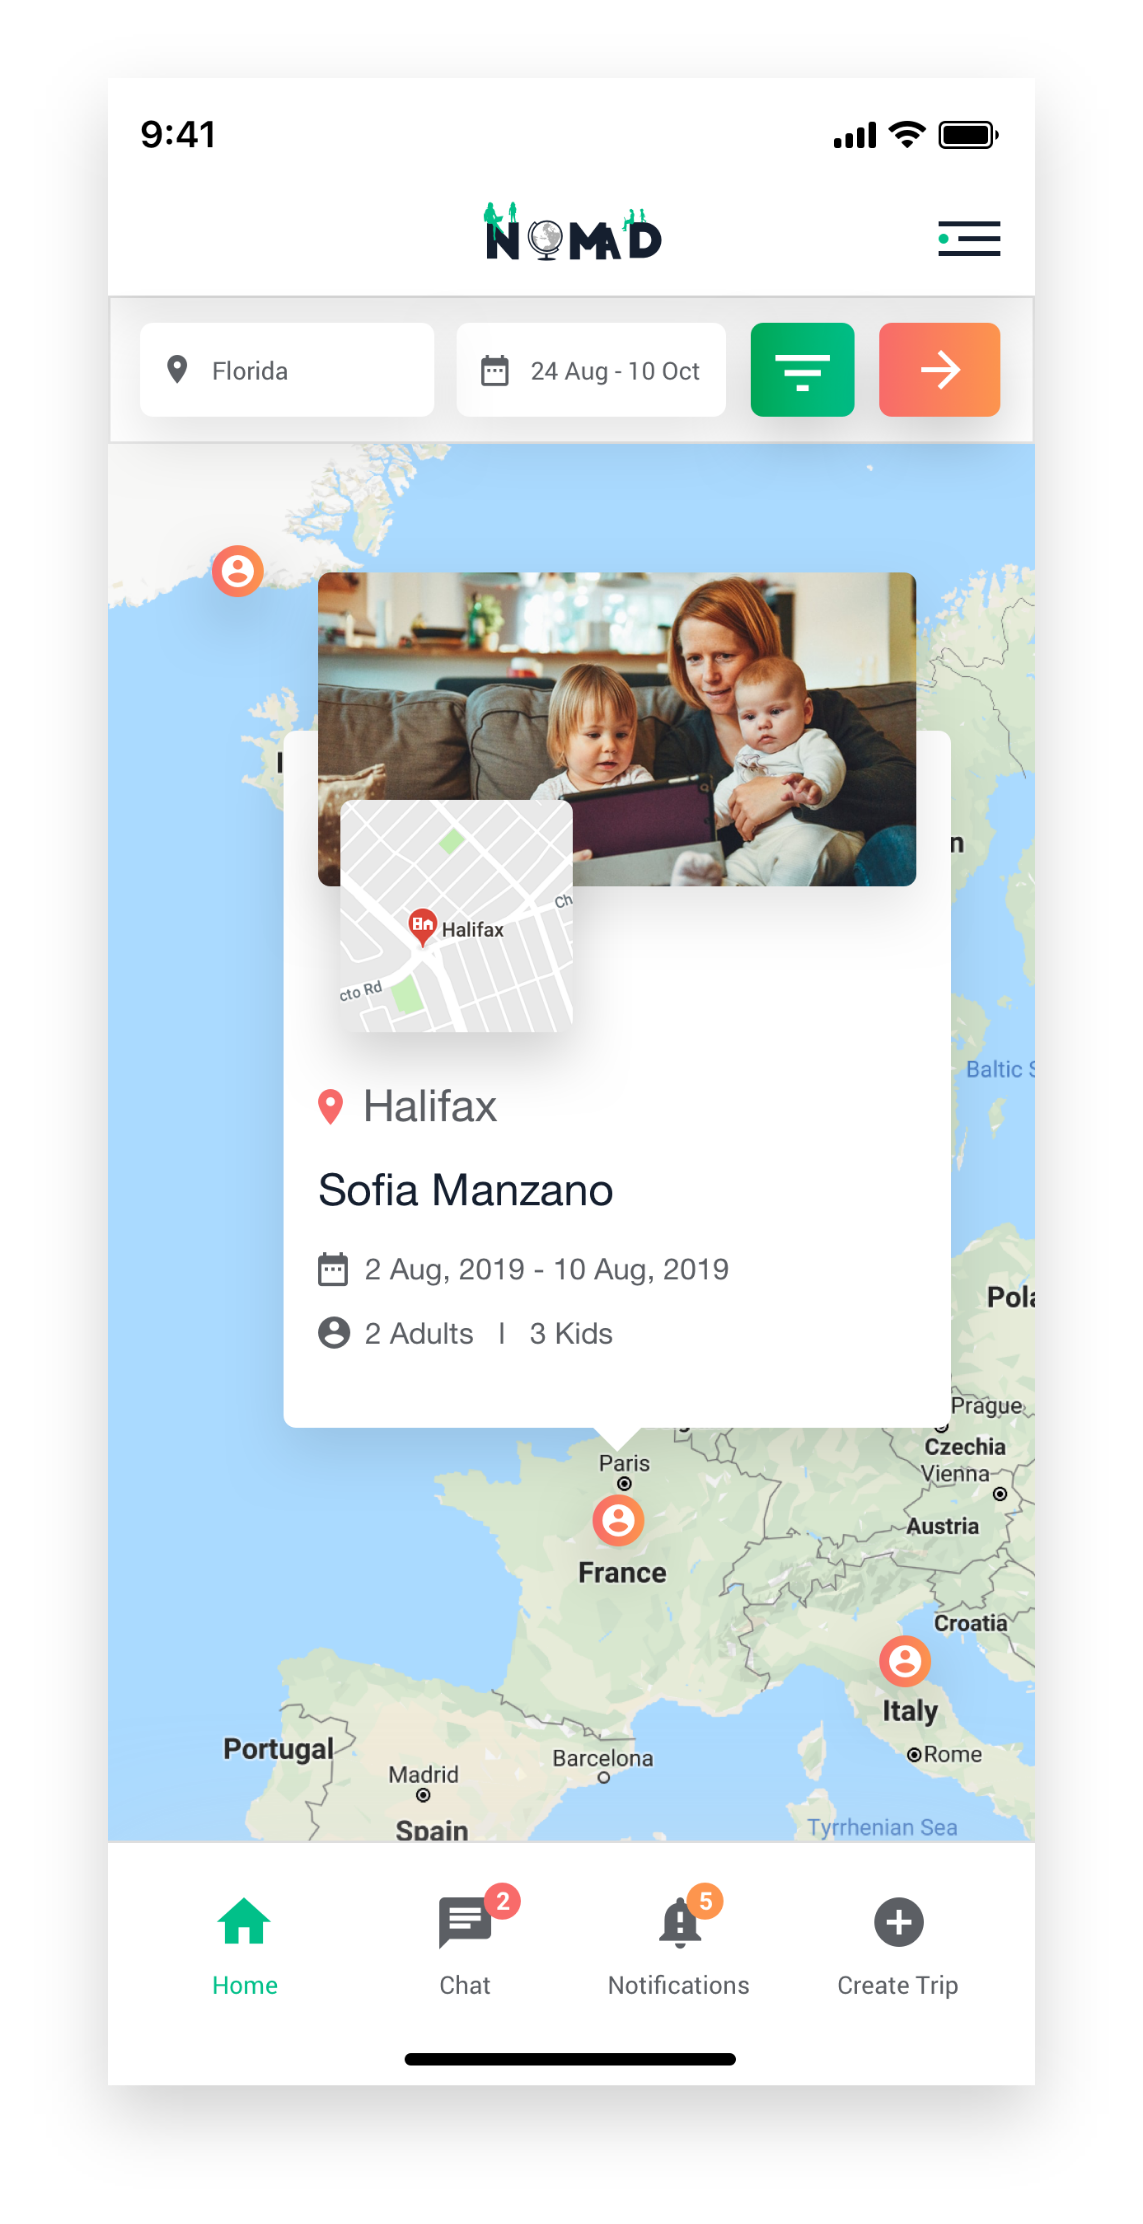 9:41
NOMAD
Florida
24 Aug - 10 Oct
Ch
Halifax
cto Rd
Baltic S
Halifax
Sofia Manzano
2 Aug, 2019 - 10 Aug, 2019
Pola
2 Adults | 3 Kids
Prague
Czechia
Paris
Vienna
Austria
France
Croatia
Italy
Portugal
Rome
Barcelona
Madrid
Tyrrhenian Sea
Spain
2
5
Home
Chat
Notifications
Create Trip